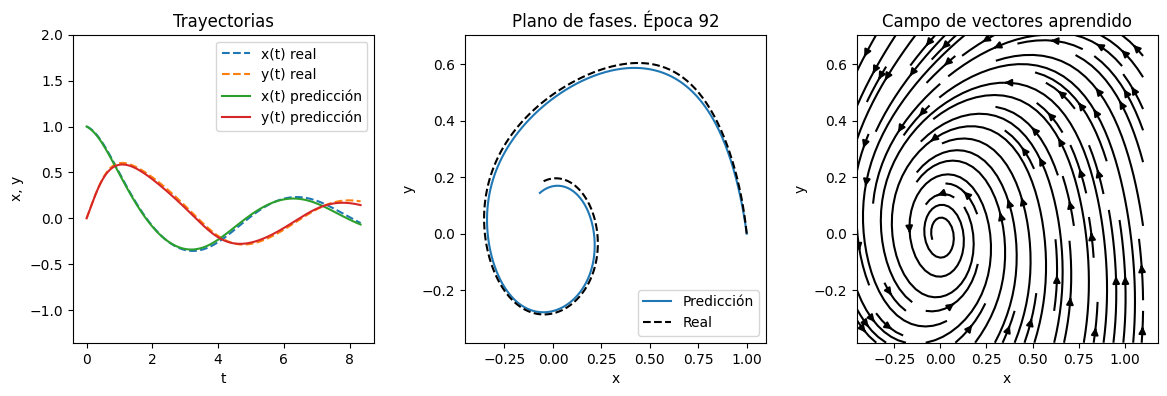 Trayectorias
2.0
1.5
1.0
0.5
0.0
−0.5
−1.0
x, y
0
2
4
6
8
t
x(t) real
y(t) real
x(t) predicción
y(t) predicción
Plano de fases. Época 92
0.6
0.4
0.2
0.0
−0.2
y
−0.25
0.00
0.25
0.50
0.75
1.00
x
Predicción
Real
Campo de vectores aprendido
0.6
0.4
0.2
0.0
−0.2
y
−0.25
0.00
0.25
0.50
0.75
1.00
x